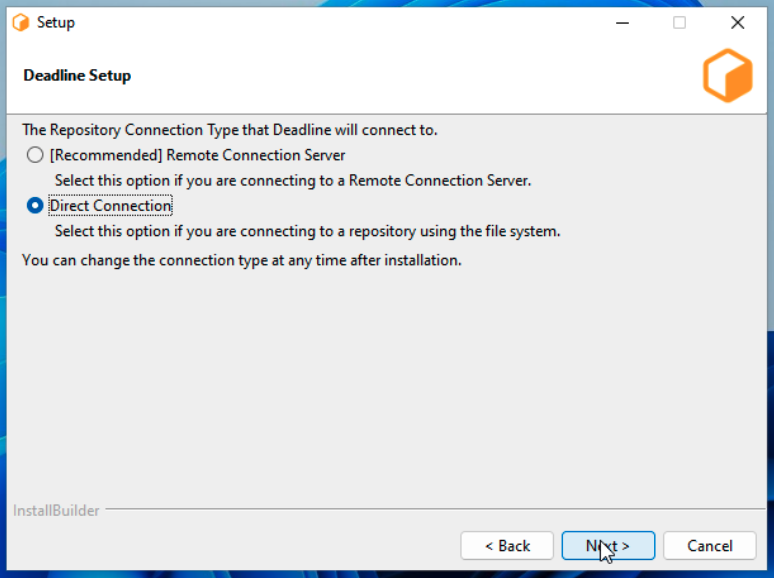 Setup
Deadline Setup
The Repository Connection Type that Deadline will connect to.
[Recommended] Remote Connection Server
Select this option if you are connecting to a Remote Connection Server.
Direct Connection
Select this option if you are connecting to a repository using the file system.
You can change the connection type at any time after installation.
InstallBuilder
< Back
Next >
Cancel